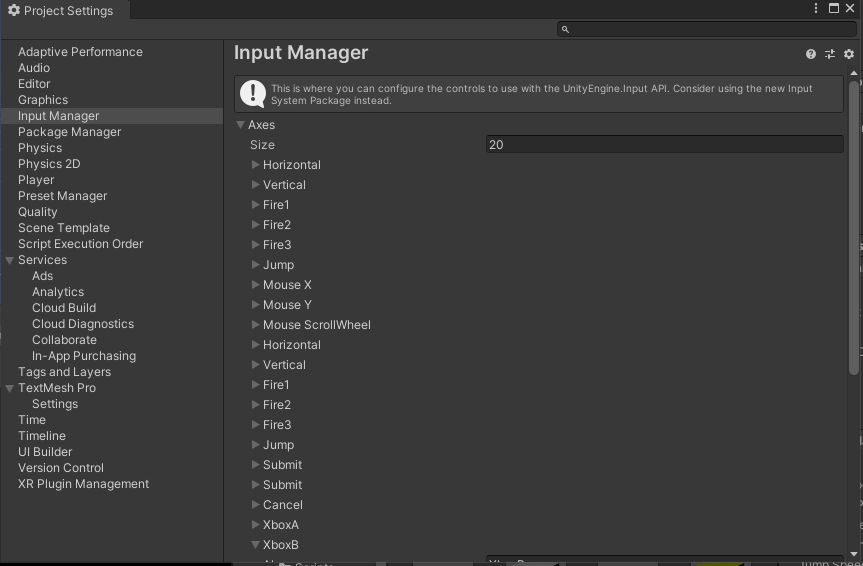 Project Settings
Adaptive Performance
Audio
Editor
Graphics
Input Manager
Package Manager
Physics
Physics 2D
Player
Preset Manager
Quality
Scene Template
Script Execution Order
Services
Ads
Analytics
Cloud Build
Cloud Diagnostics
Collaborate
In-App Purchasing
Tags and Layers
TextMesh Pro
Settings
Time
Timeline
UI Builder
Version Control
XR Plugin Management
Input Manager
This is where you can configure the controls to use with the UnityEngine.Input API. Consider using the new Input
System Package instead.
Axes
Size 20
Horizontal
Vertical
Fire1
Fire2
Fire3
Jump
Mouse X
Mouse Y
Mouse ScrollWheel
Horizontal
Vertical
Fire1
Fire2
Fire3
Jump
Submit
Submit
Cancel
XboxA
XboxB